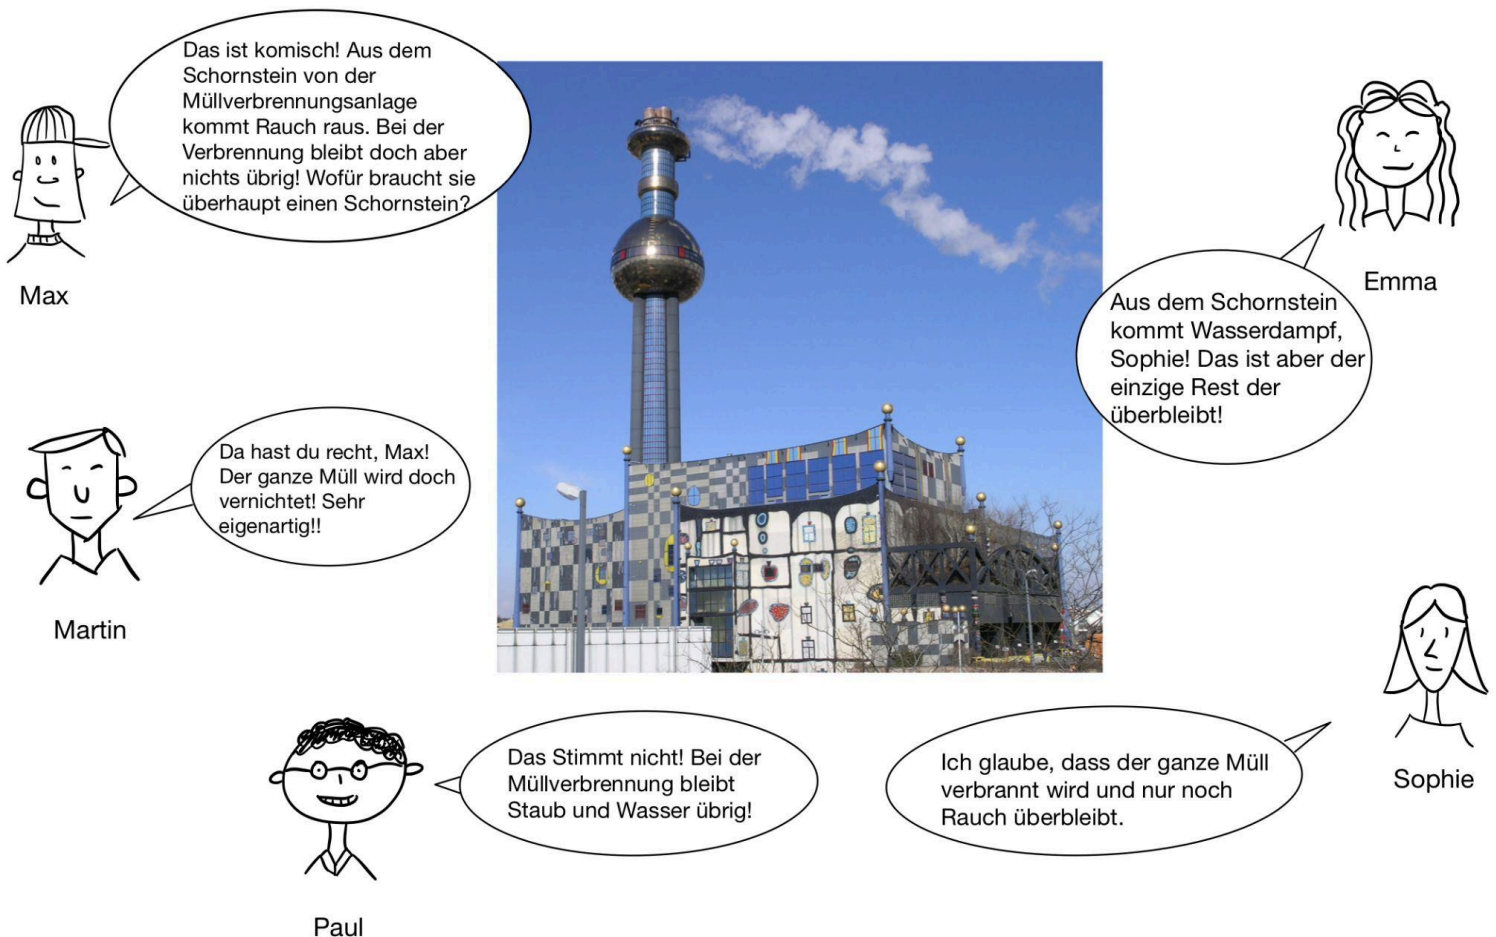 Das ist komisch! Aus dem
Schornstein von der
Müllverbrennungsanlage
kommt Rauch raus. Bei der
Verbrennung bleibt doch aber
nichts übrig! Wofür braucht sie
überhaupt einen Schornstein?
Max
Emma
Aus dem Schornstein
kommt Wasserdampf,
Sophie! Das ist aber der
einzige Rest der
überbleibt!
Da hast du recht, Max!
Der ganze Müll wird doch
vernichtet! Sehr
eigenartig!!
Martin
Das Stimmt nicht! Bei der
Müllverbrennung bleibt
Staub und Wasser übrig!
Paul
Ich glaube, dass der ganze Müll
verbrannt wird und nur noch
Rauch überbleibt.
Sophie